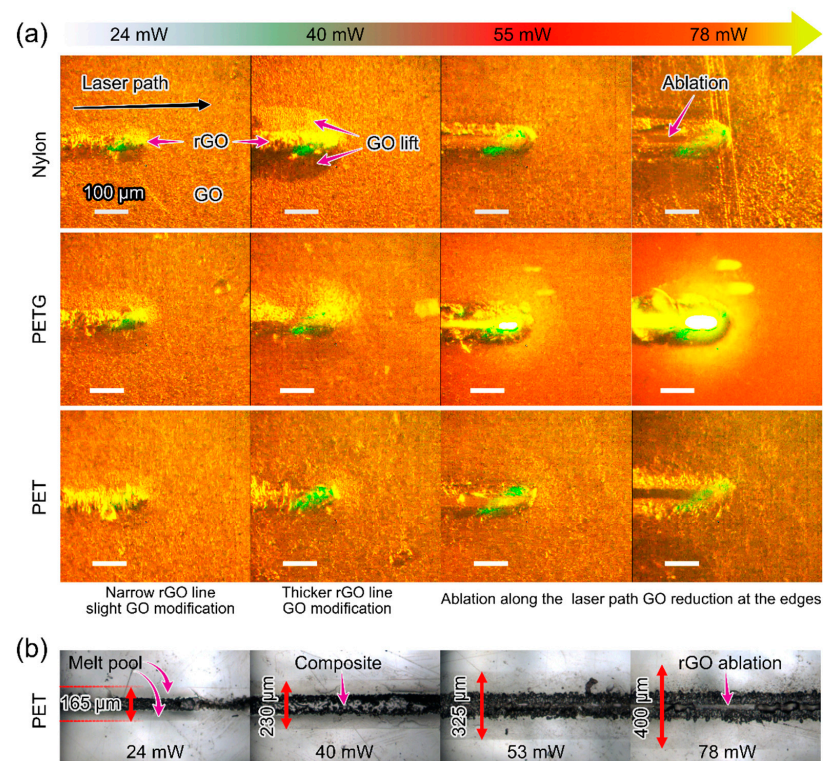 (a)
24 mW 40 mW 55 mW 78 mW
Nylon
Laser path
rGO
GO lift
Ablation
100 µm
GO
PETG
PET
Narrow rGO line
slight GO modification
Thicker rGO line
GO modification
Ablation along the laser path GO reduction at the edges
(b)
PET
Melt pool
Composite
rGO ablation
165 µm
230 µm
325 µm
400 µm
24 mW
40 mW
53 mW
78 mW